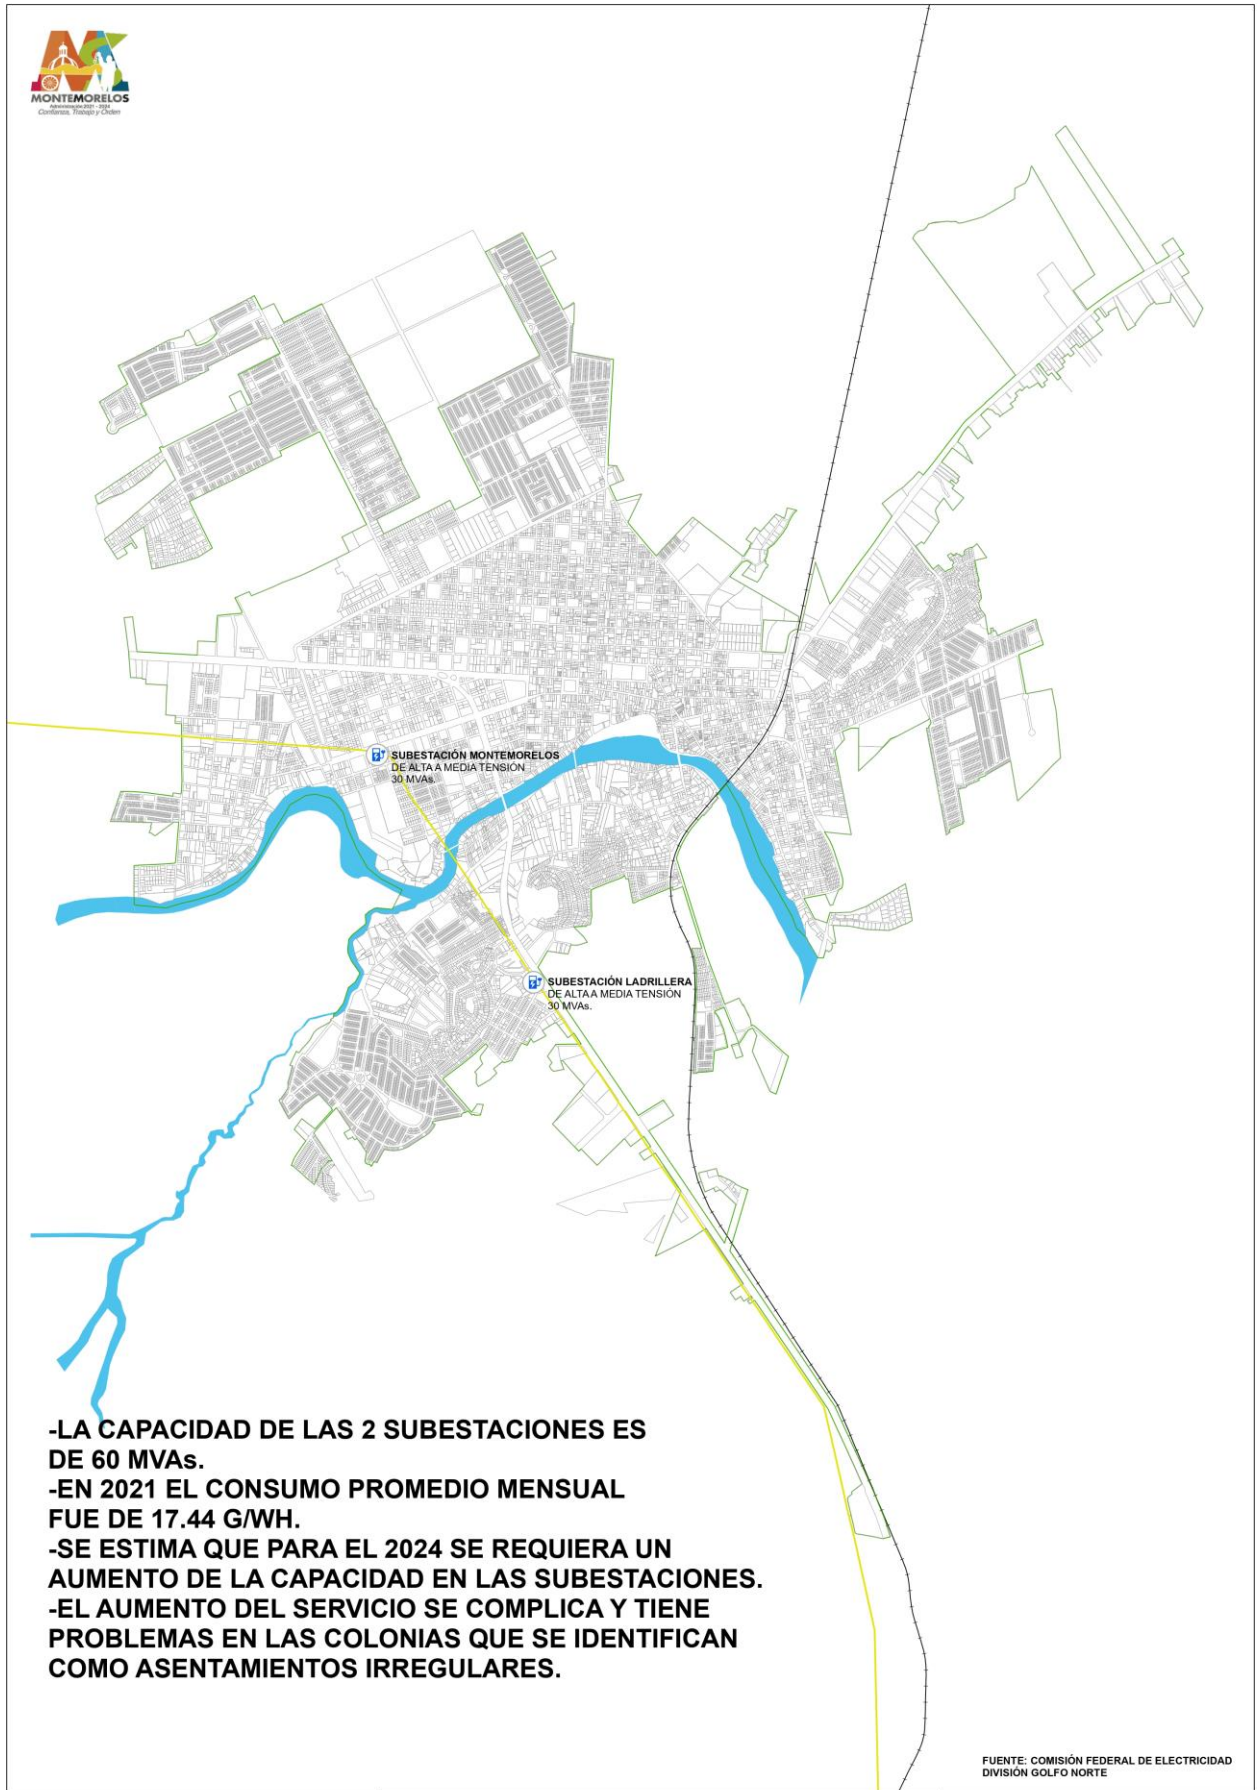 MONTEMORELOS
Administración 2021 - 2024
Confianza, Trabajo y Orden
SUBESTACIÓN MONTEMORELOS
DE ALTA A MEDIA TENSIÓN
30 MVAs.
SUBESTACIÓN LADRILLERA
DE ALTA A MEDIA TENSIÓN
30 MVAs.
-LA CAPACIDAD DE LAS 2 SUBESTACIONES ES
DE 60 MVAs.
-EN 2021 EL CONSUMO PROMEDIO MENSUAL
FUE DE 17.44 G/WH.
-SE ESTIMA QUE PARA EL 2024 SE REQUIERA UN
AUMENTO DE LA CAPACIDAD EN LAS SUBESTACIONES.
-EL AUMENTO DEL SERVICIO SE COMPLICA Y TIENE
PROBLEMAS EN LAS COLONIAS QUE SE IDENTIFICAN
COMO ASENTAMIENTOS IRREGULARES.
FUENTE: COMISIÓN FEDERAL DE ELECTRICIDAD
DIVISIÓN GOLFO NORTE